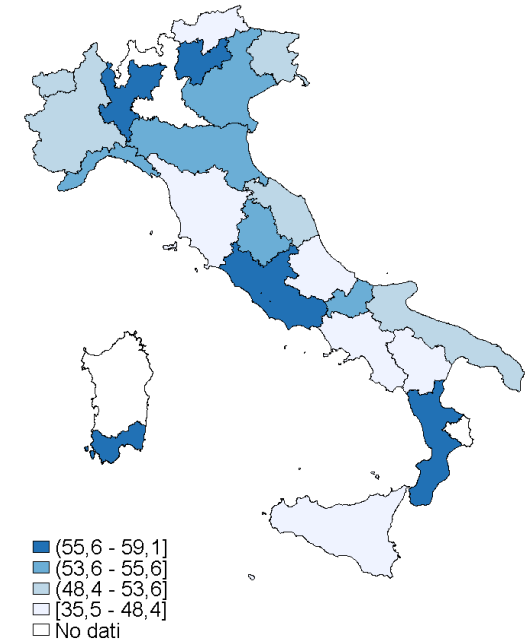 (55,6 - 59,1]
(53,6 - 55,6]
(48,4 - 53,6]
[35,5 - 48,4]
No dati